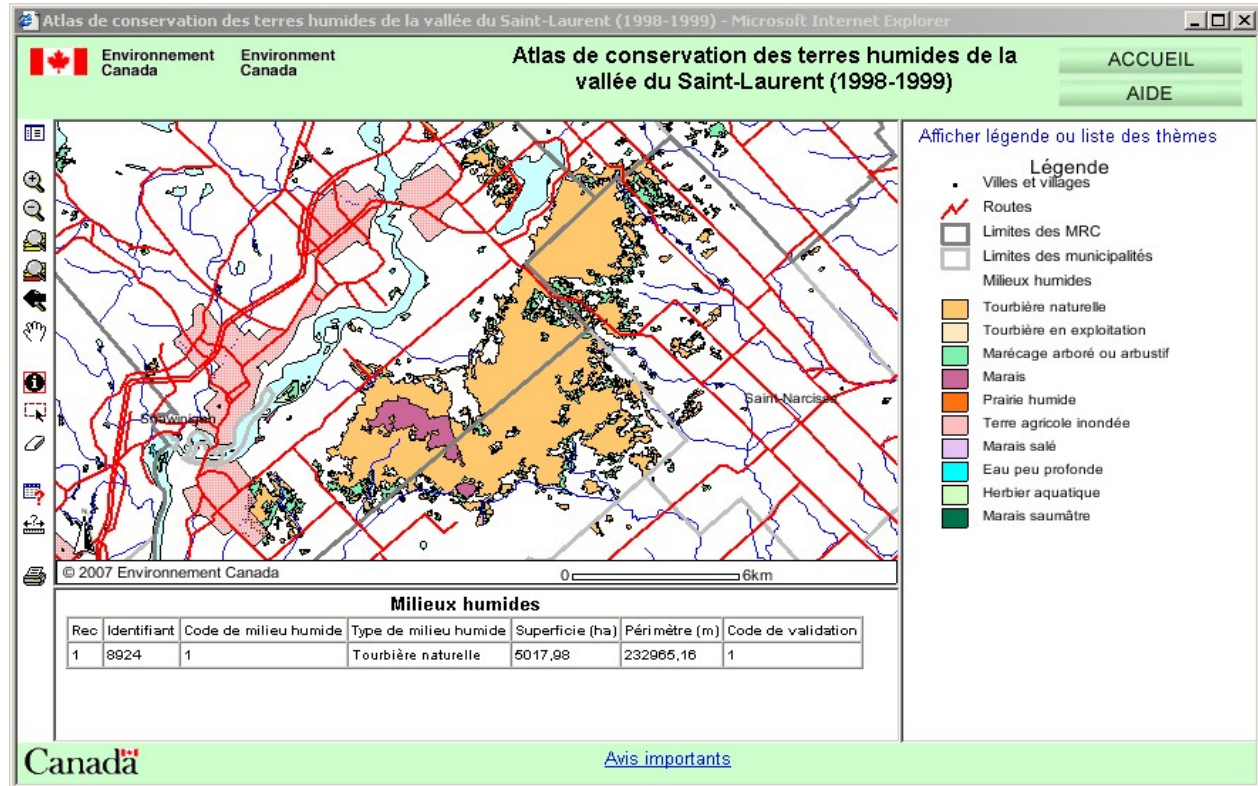 Atlas de conservation des terres humides de la vallée du Saint-Laurent (1998-1999) - Microsoft Internet Explorer
Environnement Environment
Canada Canada
Atlas de conservation des terres humides de la
vallée du Saint-Laurent (1998-1999)
ACCUEIL
AIDE
Afficher légende ou liste des thèmes
Légende
Villes et villages
Routes
Limites des MRC
Limites des municipalités
Milieux humides
Tourbière naturelle
Tourbière en exploitation
Marécage arboré ou arbustif
Marais
Prairie humide
Terre agricole inondée
Marais salé
Eau peu profonde
Herbier aquatique
Marais saumâtre
Shawinigan
Saint-Narcisse
N
© 2007 Environnement Canada
0 6km
Milieux humides
Rec Identifiant Code de milieu humide Type de milieu humide Superficie (ha) Périmètre (m) Code de validation
1 8924 1 Tourbière naturelle 5017,98 232965,16 1
Canada
Avis importants